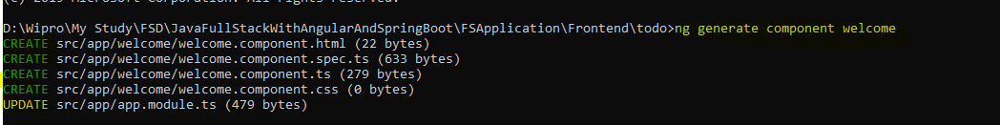 (c) 2019 Microsoft Corporation. All rights reserved.
D:\Wipro\My Study\FSD\JavaFullStackWithAngularAndSpringBoot\FSApplication\Frontend\todo>ng generate component welcome
CREATE src/app/welcome/welcome.component.html (22 bytes)
CREATE src/app/welcome/welcome.component.spec.ts (633 bytes)
CREATE src/app/welcome/welcome.component.ts (279 bytes)
CREATE src/app/welcome/welcome.component.css (0 bytes)
UPDATE src/app/app.module.ts (479 bytes)